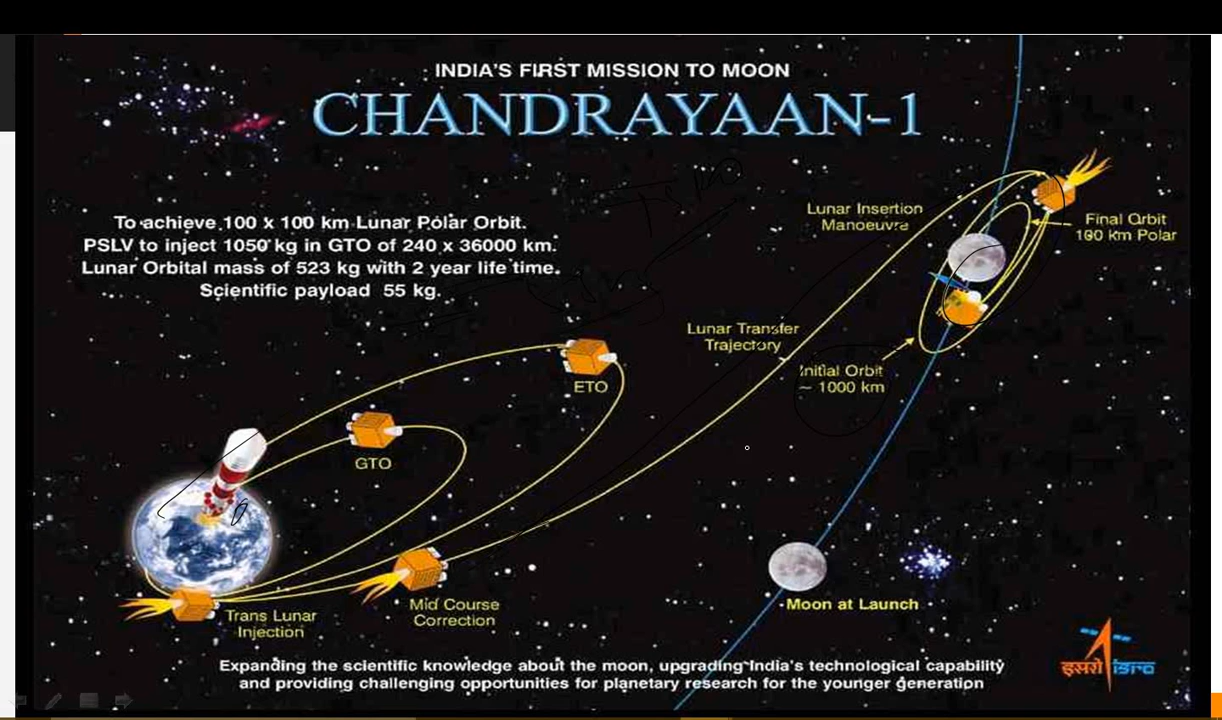 INDIA'S FIRST MISSION TO MOON
CHANDRAYAAN-1
To achieve 100 x 100 km Lunar Polar Orbit.
PSLV to inject 1050 kg in GTO of 240 x 36000 km.
Lunar Orbital mass of 523 kg with 2 year life time.
Scientific payload 55 kg.
Lunar Insertion
Manoeuvre
Final Orbit
100 Km Polar
Lunar Transfer
Trajectory
Initial Orbit
~ 1000 km
ETO
GTO
Trans Lunar
Injection
Mid Course
Correction
Moon at Launch
इसरो isro
Expanding the scientific knowledge about the moon, upgrading India's technological capability
and providing challenging opportunities for planetary research for the younger generation